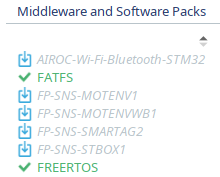 Middleware and Software Packs
AIROC-Wi-Fi-Bluetooth-STM32
FATFS
FP-SNS-MOTENV1
FP-SNS-MOTENVWB1
FP-SNS-SMARTAG2
FP-SNS-STBOX1
FREERTOS